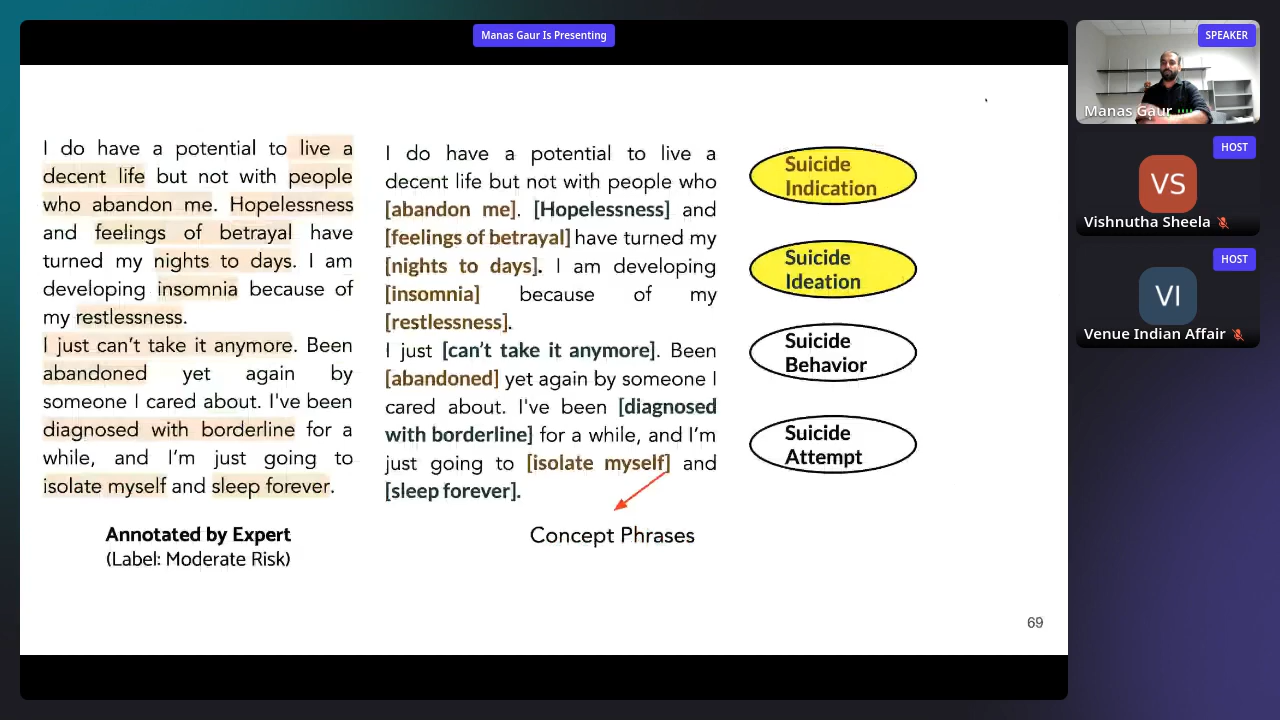 Manas Gaur Is Presenting
I do have a potential to live a
decent life but not with people
who abandon me. Hopelessness
and feelings of betrayal have
turned my nights to days. I am
developing insomnia because of
my restlessness.
I just can't take it anymore. Been
abandoned yet again by
someone I cared about. I've been
diagnosed with borderline for a
while, and I'm just going to
isolate myself and sleep forever.
Annotated by Expert
(Label: Moderate Risk)
I do have a potential to live a
decent life but not with people who
[abandon me]. [Hopelessness] and
[feelings of betrayal] have turned my
[nights to days]. I am developing
[insomnia] because of my
[restlessness].
I just [can't take it anymore]. Been
[abandoned] yet again by someone I
cared about. I've been [diagnosed
with borderline] for a while, and I'm
just going to [isolate myself] and
[sleep forever].
Concept Phrases
Suicide
Indication
Suicide
Ideation
Suicide
Behavior
Suicide
Attempt
69
SPEAKER
Manas Gaur
HOST
VS
Vishnutha Sheela
HOST
VI
Venue Indian Affair